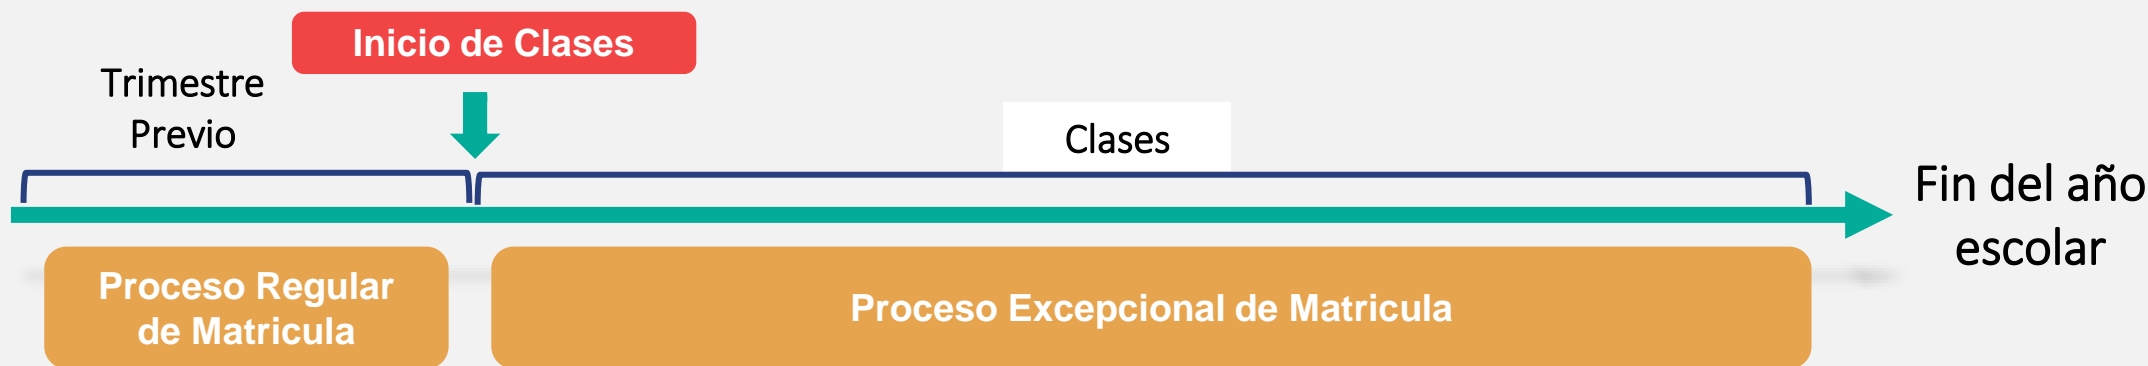 Inicio de Clases
Trimestre
Previo
Clases
Fin del año
escolar
Proceso Regular
de Matricula
Proceso Excepcional de Matricula